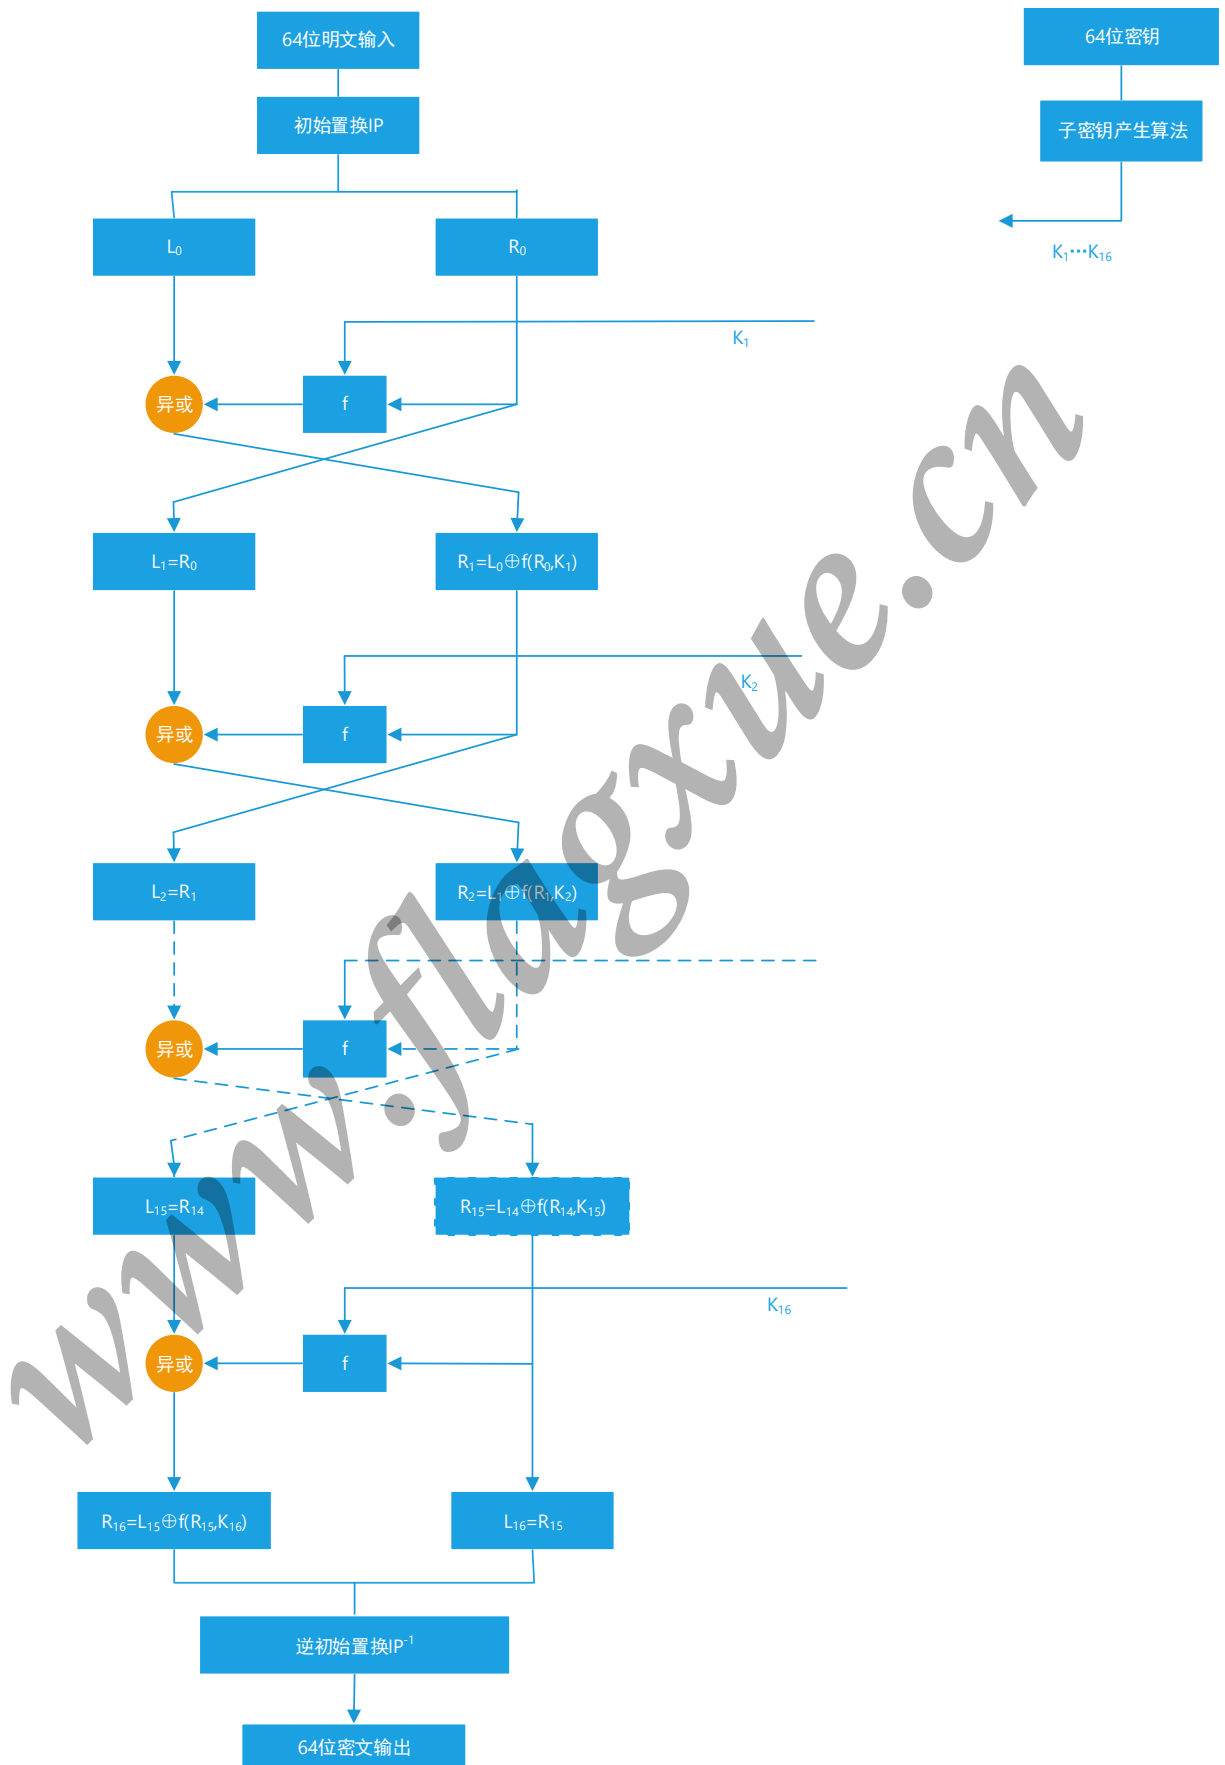 64位明文输入
64位密钥
初始置换IP
子密钥产生算法
L₀
R₀
K₁⋯K₁₆
K₁
异或
f
L₁=R₀
R₁=L₀⊕f(R₀,K₁)
K₂
异或
f
L₂=R₁
R₂=L₁⊕f(R₁,K₂)
异或
f
L₁₅=R₁₄
R₁₅=L₁₄⊕f(R₁₄,K₁₅)
K₁₆
异或
f
R₁₆=L₁₅⊕f(R₁₅,K₁₆)
L₁₆=R₁₅
逆初始置换IP⁻¹
64位密文输出
www.flagxue.cn